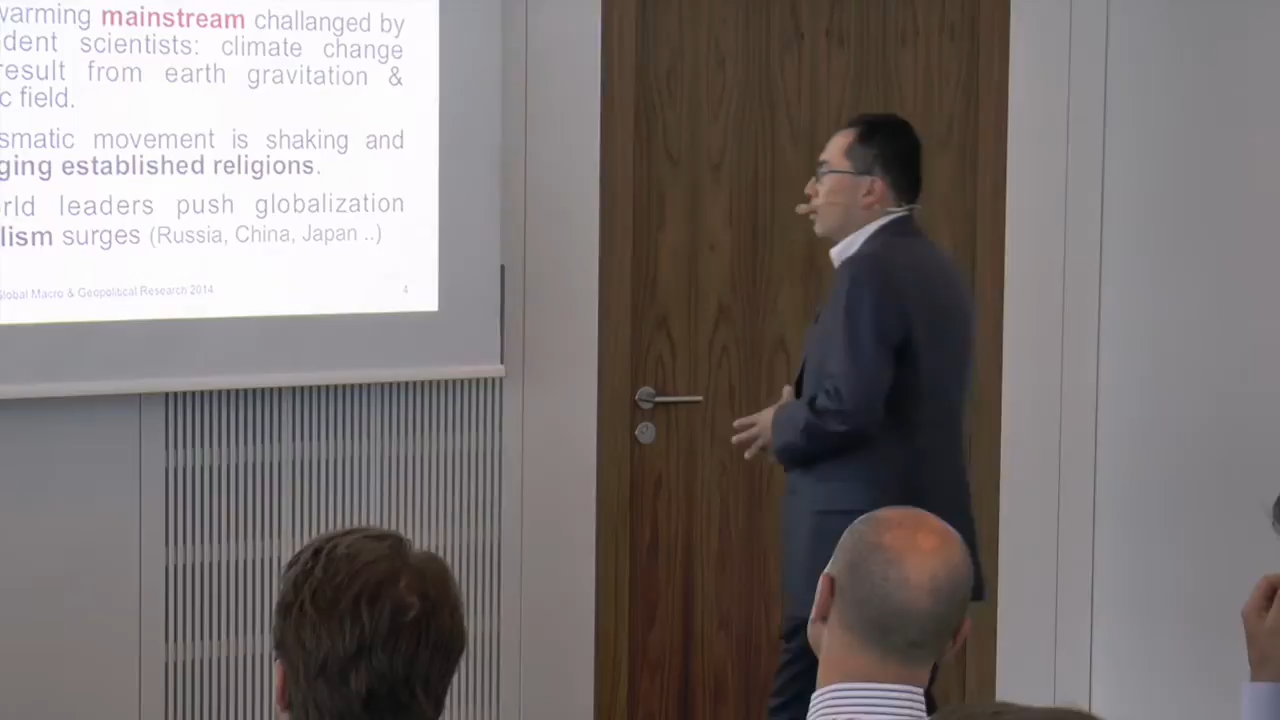 warming mainstream challanged by
dent scientists: climate change
result from earth gravitation &
c field.
smatic movement is shaking and
ging established religions.
rld leaders push globalization
lism surges (Russia, China, Japan ..)
Global Macro & Geopolitical Research 2014 4